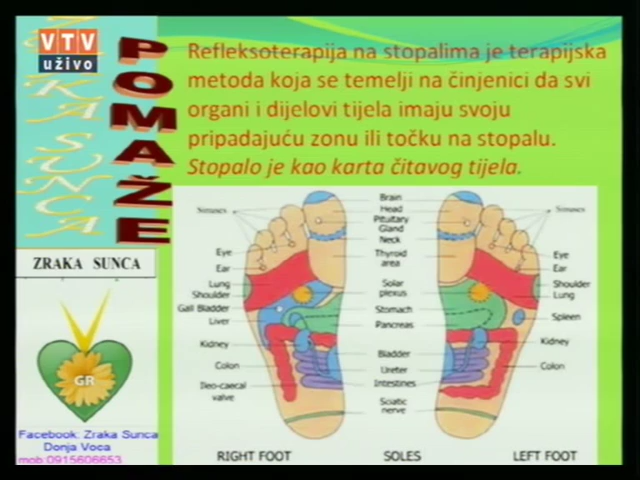 VTV
uživo
ZRAKA SUNCA
POMAŽE
Refleksoterapija na stopalima je terapijska
metoda koja se temelji na činjenici da svi
organi i dijelovi tijela imaju svoju
pripadajuću zonu ili točku na stopalu.
Stopalo je kao karta čitavog tijela.
ZRAKA SUNCA
GR
Facebook: Zraka Sunca
Donja Voca
mob:0915606653
Sinuses
Eye
Ear
Lung
Shoulder
Gall Bladder
Liver
Kidney
Colon
Ileo-caecal
valve
Brain
Head
Pituitary
Gland
Neck
Thyroid
area
Solar
plexus
Stomach
Pancreas
Bladder
Ureter
Intestines
Sciatic
nerve
Sinuses
Eye
Ear
Shoulder
Lung
Spleen
Kidney
Colon
RIGHT FOOT
SOLES
LEFT FOOT